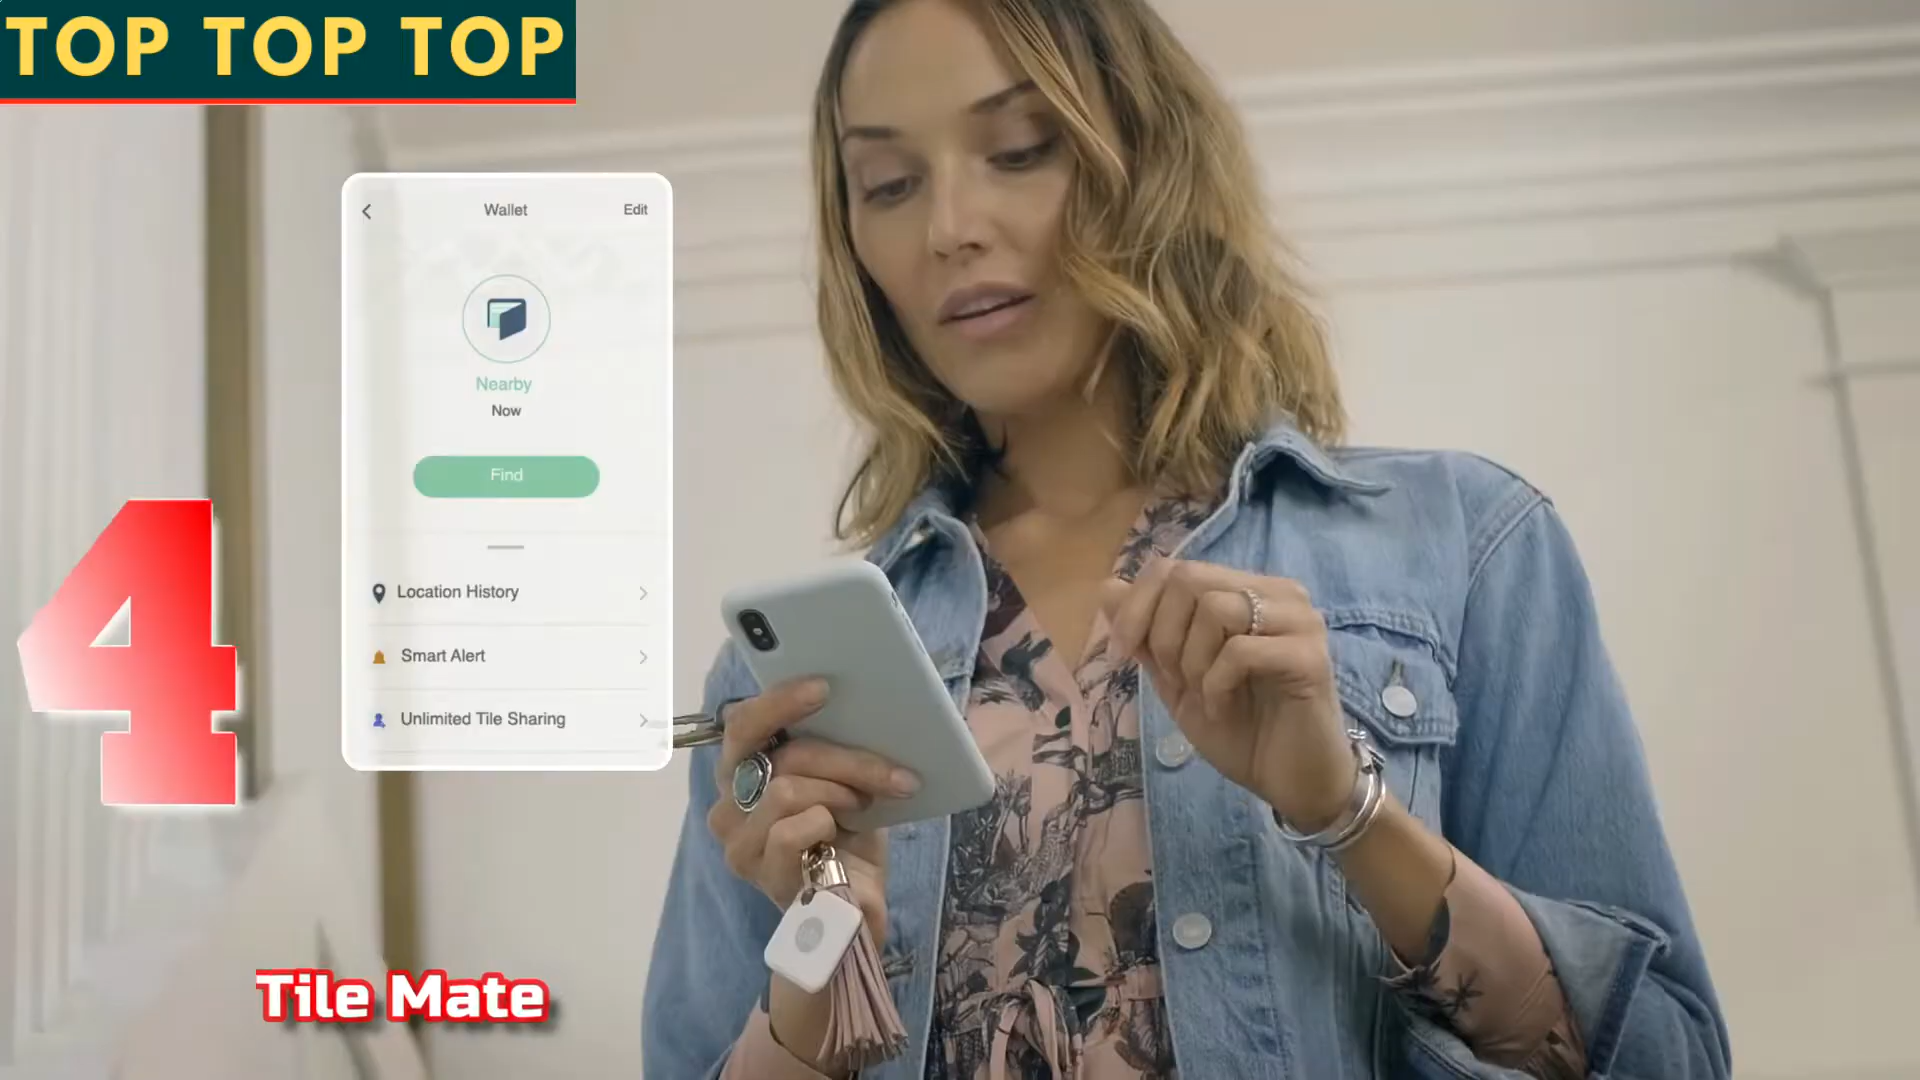 TOP TOP TOP
Wallet
Edit
Nearby
Now
Find
Location History
Smart Alert
Unlimited Tile Sharing
4
Tile Mate